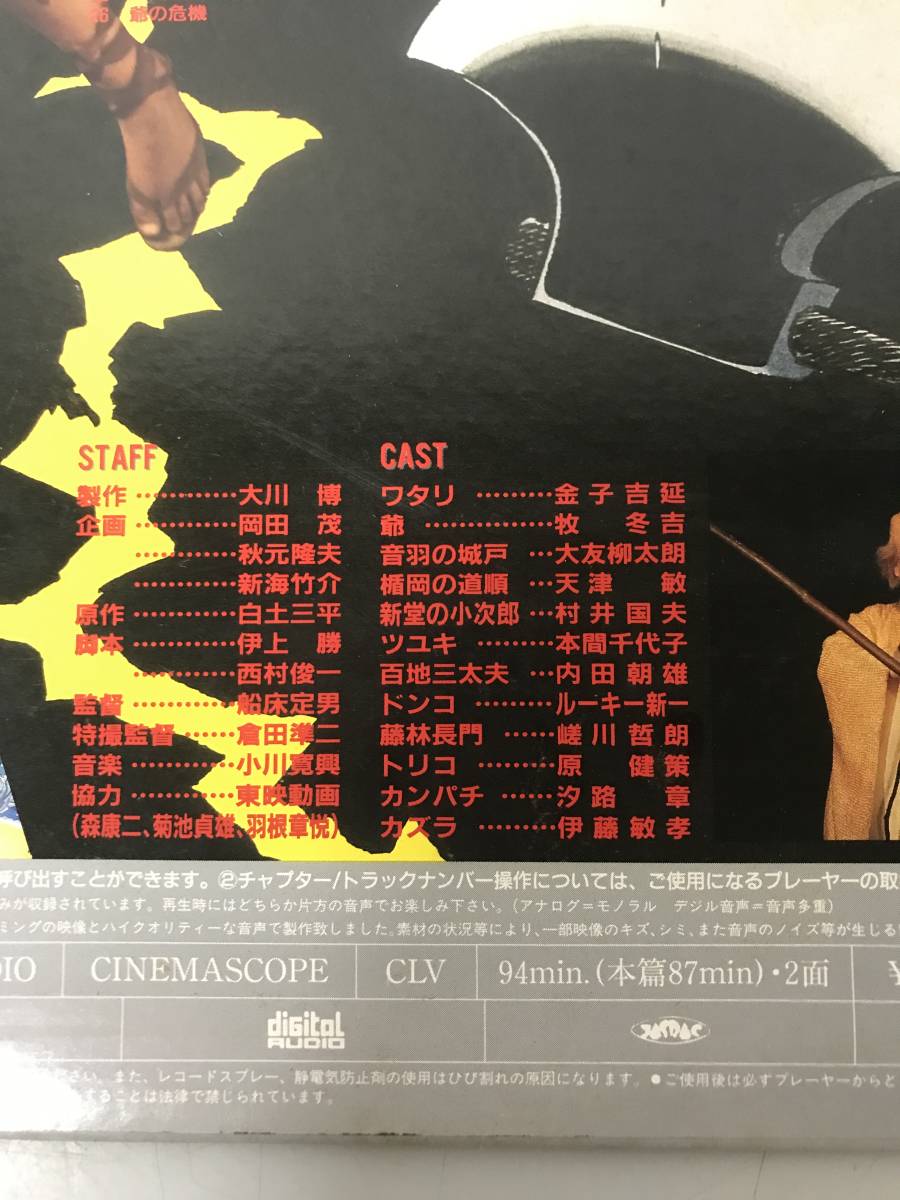 26 爺の危機
STAFF
製作 …………大川 博
企画 …………岡田 茂
…………秋元隆夫
…………新海竹介
原作 …………白土三平
脚本 …………伊上 勝
…………西村俊一
監督 …………船床定男
特撮監督 ……倉田準二
音楽 …………小川寛興
協力 …………東映動画
(森康二、菊池貞雄、羽根章悦)
CAST
ワタリ ………金子吉延
爺 ……………牧 冬吉
音羽の城戸 …大友柳太朗
楯岡の道順 …天津 敏
新堂の小次郎 …村井国夫
ツユキ ………本間千代子
百地三太夫 …内田朝雄
ドンコ ………ルーキー新一
藤林長門 ……嵯川哲朗
トリコ ………原 健策
カンパチ ……汐路 章
カズラ ………伊藤敏孝
呼び出すことができます。②チャプター/トラックナンバー操作については、ご使用になるプレーヤーの取
みが収録されています。再生時にはどちらか片方の音声でお楽しみ下さい。(アナログ=モノラル デジル音声=音声多重)
ミングの映像とハイクオリティーな音声で製作致しました。素材の状況等により、一部映像のキズ、シミ、また音声のノイズ等が生じる
DIO CINEMASCOPE CLV 94min.(本篇87min)・2面 ¥
digital AUDIO
ださい。また、レコードスプレー、静電気防止剤の使用はひび割れの原因になります。●ご使用後は必ずプレーヤーからと
することは法律で禁じられています。